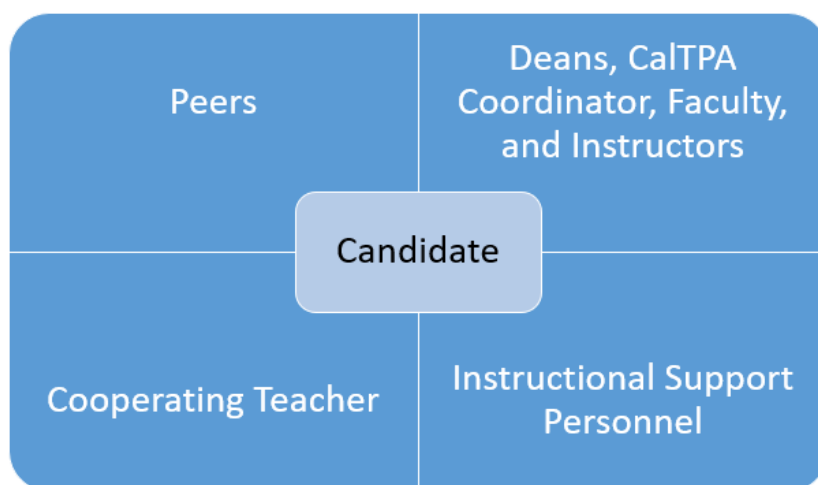 Peers
Deans, CalTPA
Coordinator, Faculty,
and Instructors
Candidate
Cooperating Teacher
Instructional Support
Personnel